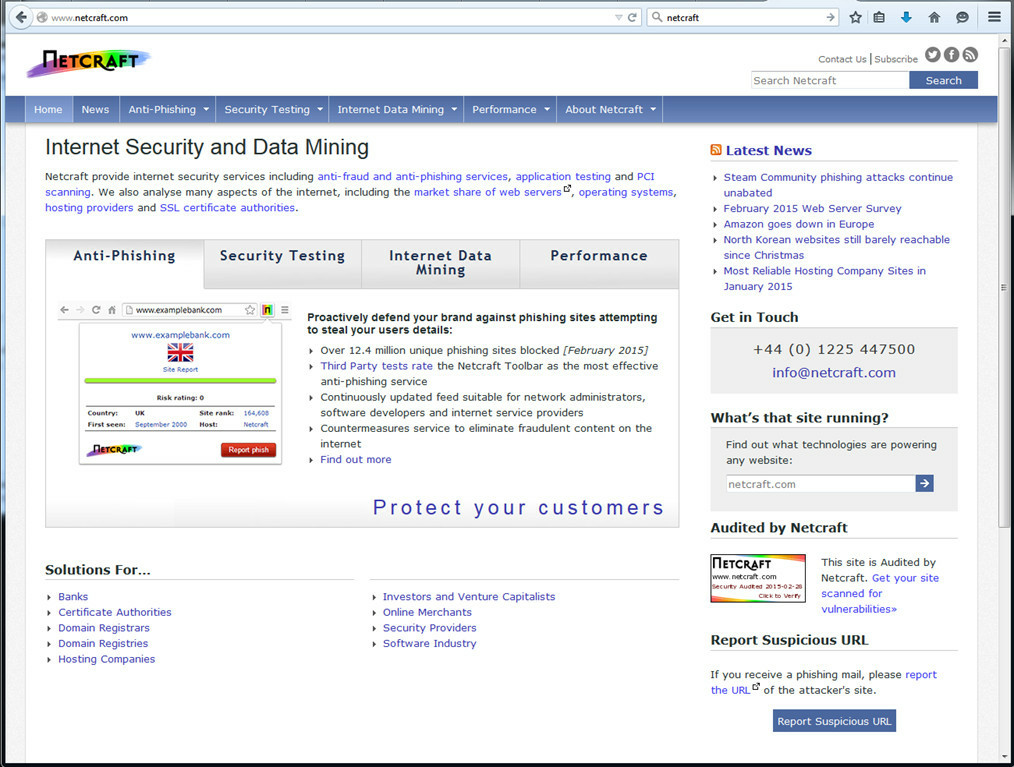 www.netcraft.com
netcraft
NETCRAFT
Contact Us | Subscribe
Search Netcraft
Search
Home
News
Anti-Phishing
Security Testing
Internet Data Mining
Performance
About Netcraft
Internet Security and Data Mining
Netcraft provide internet security services including anti-fraud and anti-phishing services, application testing and PCI
scanning. We also analyse many aspects of the internet, including the market share of web servers, operating systems,
hosting providers and SSL certificate authorities.
Anti-Phishing
Security Testing
Internet Data
Mining
Performance
www.examplebank.com
www.examplebank.com
Site Report
Risk rating: 0
Country: UK Site rank: 164,608
First seen: September 2000 Host: Netcraft
NETCRAFT
Report phish
Proactively defend your brand against phishing sites attempting
to steal your users details:
Over 12.4 million unique phishing sites blocked [February 2015]
Third Party tests rate the Netcraft Toolbar as the most effective
anti-phishing service
Continuously updated feed suitable for network administrators,
software developers and internet service providers
Countermeasures service to eliminate fraudulent content on the
internet
Find out more
Protect your customers
Solutions For...
Banks
Certificate Authorities
Domain Registrars
Domain Registries
Hosting Companies
Investors and Venture Capitalists
Online Merchants
Security Providers
Software Industry
Latest News
Steam Community phishing attacks continue
unabated
February 2015 Web Server Survey
Amazon goes down in Europe
North Korean websites still barely reachable
since Christmas
Most Reliable Hosting Company Sites in
January 2015
Get in Touch
+44 (0) 1225 447500
info@netcraft.com
What's that site running?
Find out what technologies are powering
any website:
netcraft.com
Audited by Netcraft
NETCRAFT
www.netcraft.com
Security Audited 2015-02-28
Click to Verify
This site is Audited by
Netcraft. Get your site
scanned for
vulnerabilities»
Report Suspicious URL
If you receive a phishing mail, please report
the URL of the attacker's site.
Report Suspicious URL